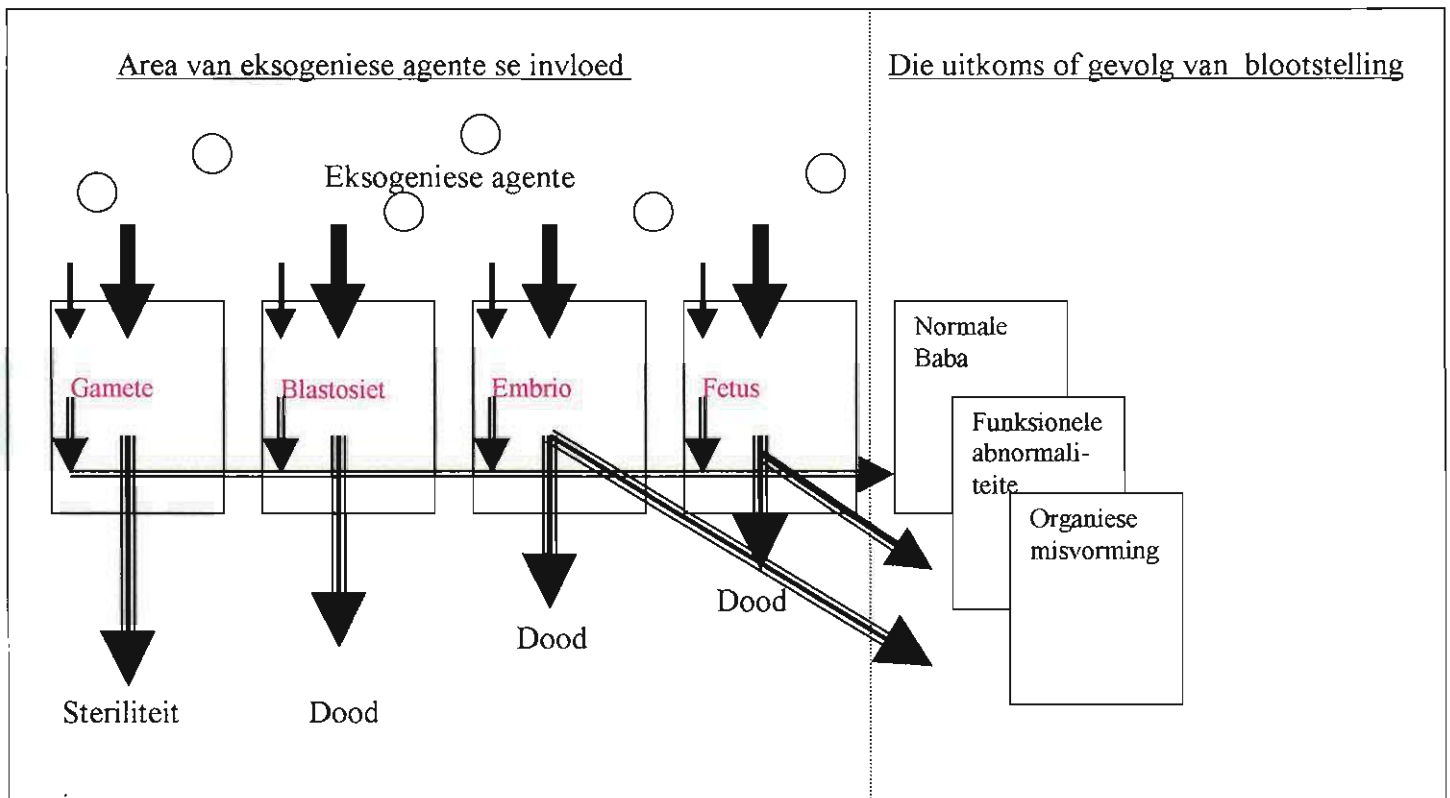 Area van eksogeniese agente se invloed
Die uitkoms of gevolg van blootstelling
Eksogeniese agente
Gamete
Blastosiet
Embrio
Fetus
Normale
Baba
Funksionele
abnormali-
teite
Organiese
misvorming
Steriliteit
Dood
Dood
Dood